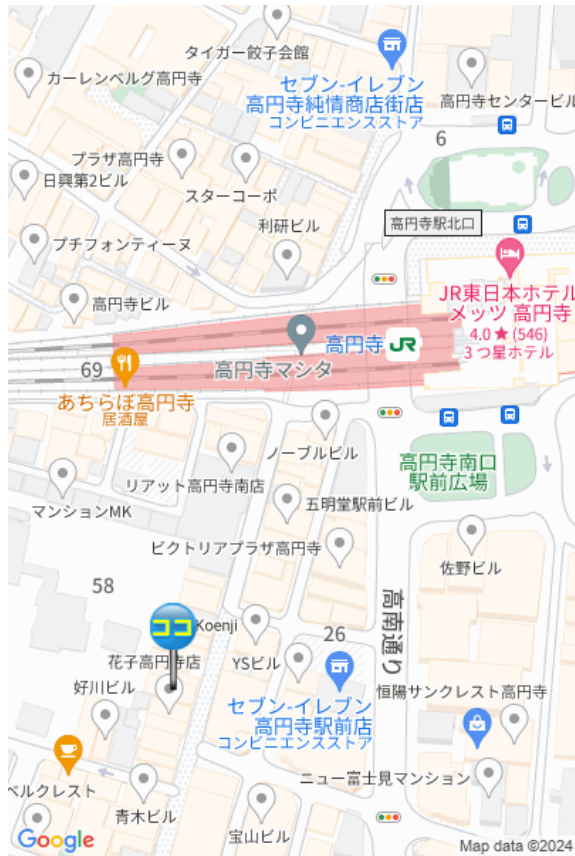 タイガー餃子会館
カーレンベルグ高円寺
セブン-イレブン
高円寺純情商店街店
コンビニエンスストア
高円寺センタービル
6
プラザ高円寺
日興第2ビル
スターコーポ
利研ビル
高円寺駅北口
プチフォンティーヌ
高円寺ビル
JR東日本ホテル
メッツ 高円寺
4.0 ★ (546)
3 つ星ホテル
高円寺 JR
高円寺マシタ
69
あちらぼ高円寺
居酒屋
ノーブルビル
高円寺南口
駅前広場
リアット高円寺南店
マンションMK
五明堂駅前ビル
ビクトリアプラザ高円寺
佐野ビル
58
ココ
Koenji
高南通り
26
花子高円寺店
YSビル
好川ビル
恒陽サンクレスト高円寺
セブン-イレブン
高円寺駅前店
コンビニエンスストア
ニュー富士見マンション
ベルクレスト
青木ビル
宝山ビル
Google
Map data ©2024